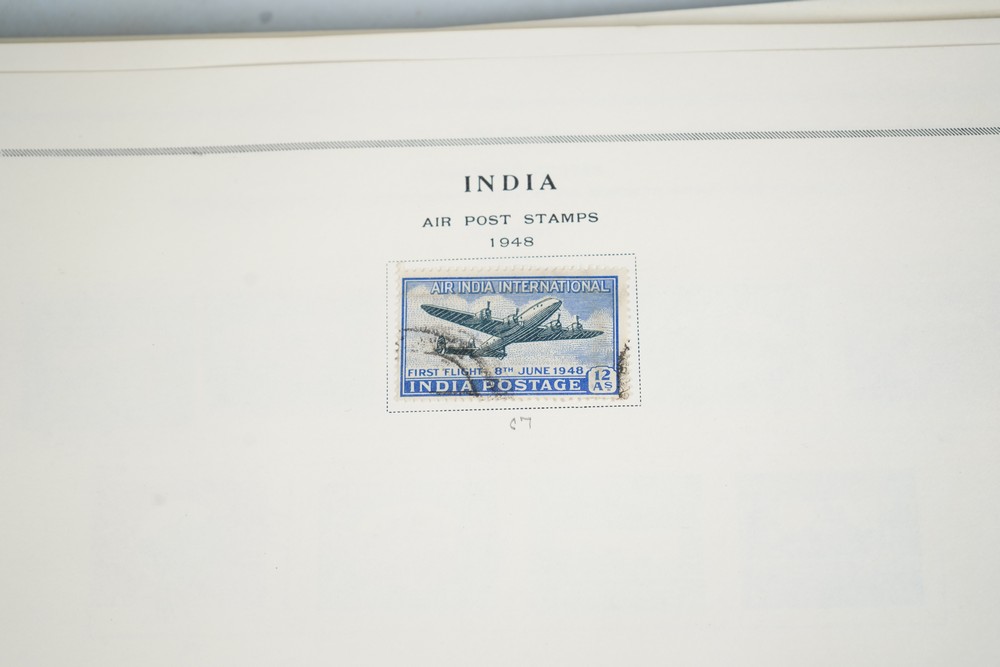 INDIA
AIR POST STAMPS
1948
AIR INDIA INTERNATIONAL
FIRST FLIGHT 8TH JUNE 1948
INDIA POSTAGE 12 AS
C7